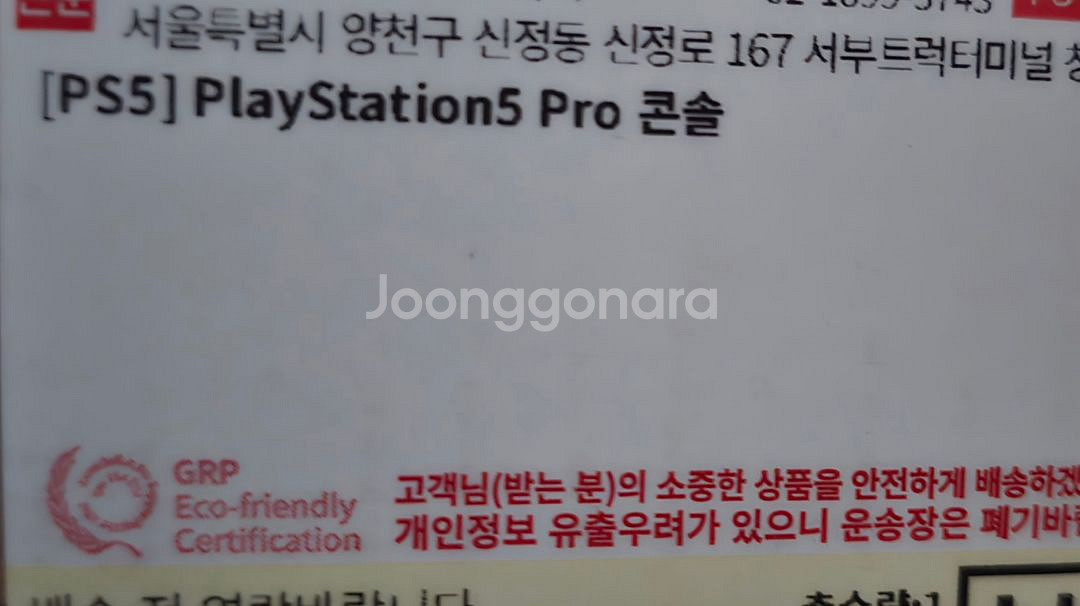 서울특별시 양천구 신정동 신정로 167 서부트럭터미널
[PS5] PlayStation5 Pro 콘솔
Joonggonara
GRP
Eco-friendly
Certification
고객님(받는 분)의 소중한 상품을 안전하게 배송하겠
개인정보 유출우려가 있으니 운송장은 폐기바